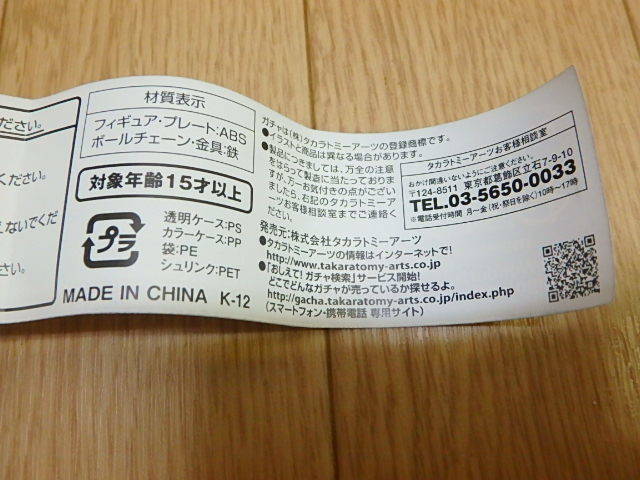 ださい。
ください。
えないでくだ
さい。
材質表示
フィギュア・プレート:ABS
ボールチェーン・金具:鉄
対象年齢15才以上
プラ
透明ケース:PS
カラーケース:PP
袋:PE
シュリンク:PET
MADE IN CHINA K-12
ガチャは(株)タカラトミーアーツの登録商標です。
●イラストと商品は異なる場合があります。
●製品につきましては、万全の注意
をはらって製造に当たっておりま
すが、万一お気付きの点がござい
ましたら、右記のタカラトミーア
ーツお客様相談室までご連絡く
ださい。
タカラトミーアーツお客様相談室
おかけ間違いないようにご注意ください。
〒124-8511 東京都葛飾区立石7-9-10
TEL.03-5650-0033
※電話受付時間 月〜金(祝・祭日を除く)10時〜17時
発売元:株式会社タカラトミーアーツ
●タカラトミーアーツの情報はインターネットで!
http://www.takaratomy-arts.co.jp
●「おしえて!ガチャ検索」サービス開始!
どこでどんなガチャが売っているか探せるよ。
http://gacha.takaratomy-arts.co.jp/index.php
(スマートフォン・携帯電話 専用サイト)